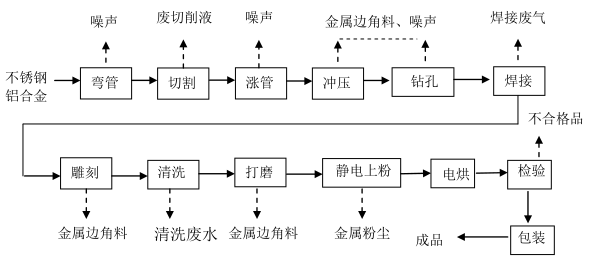 噪声
废切削液
噪声
金属边角料、噪声
焊接废气
不锈钢
铝合金
弯管
切割
涨管
冲压
钻孔
焊接
不合格品
雕刻
清洗
打磨
静电上粉
电烘
检验
金属边角料
清洗废水
金属边角料
金属粉尘
成品
包装